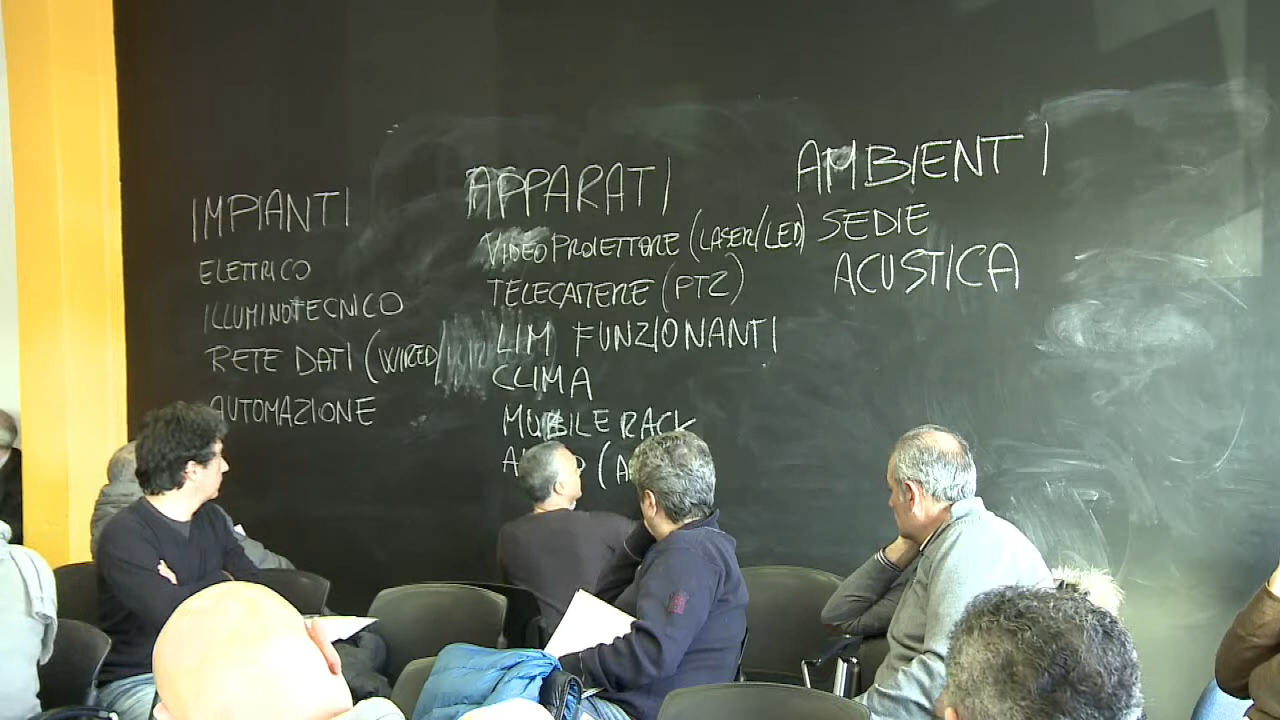 IMPIANTI
ELETTRICO
ILLUMINOTECNICO
RETE DATI (WIRED/
AUTOMAZIONE
APPARATI
VIDEOPROIETTORE (LASER/LED)
TELECAMERE (PTZ)
LIM FUNZIONANTI
CLIMA
MOBILE RACK
AMBIENTI
SEDIE
ACUSTICA